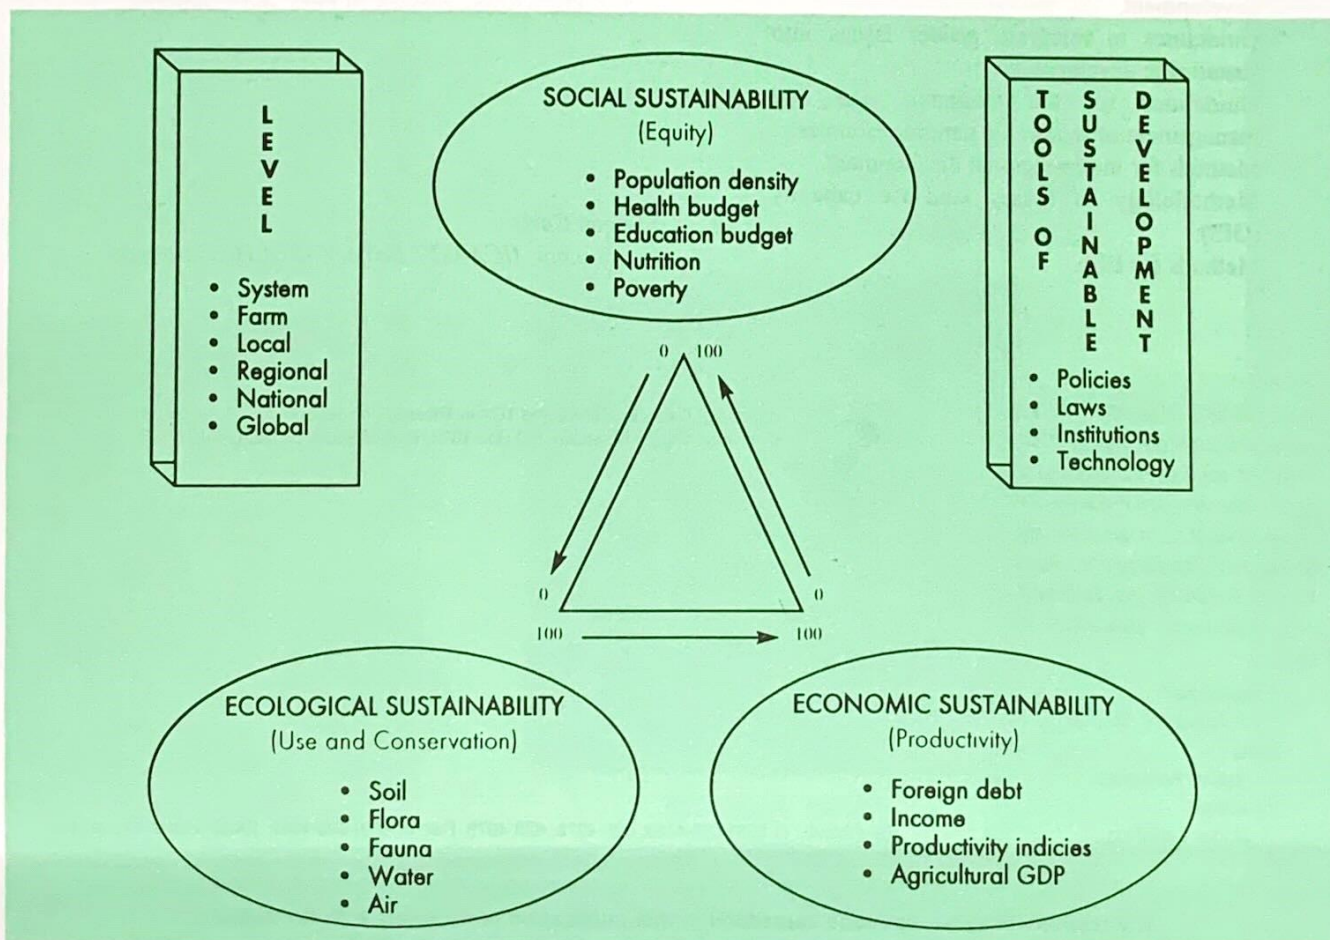 LEVEL
• System
• Farm
• Local
• Regional
• National
• Global
SOCIAL SUSTAINABILITY
(Equity)
• Population density
• Health budget
• Education budget
• Nutrition
• Poverty
TOOLS OF
SUSTAINABLE
DEVELOPMENT
• Policies
• Laws
• Institutions
• Technology
0 100
0 0
100 100
ECOLOGICAL SUSTAINABILITY
(Use and Conservation)
• Soil
• Flora
• Fauna
• Water
• Air
ECONOMIC SUSTAINABILITY
(Productivity)
• Foreign debt
• Income
• Productivity indicies
• Agricultural GDP